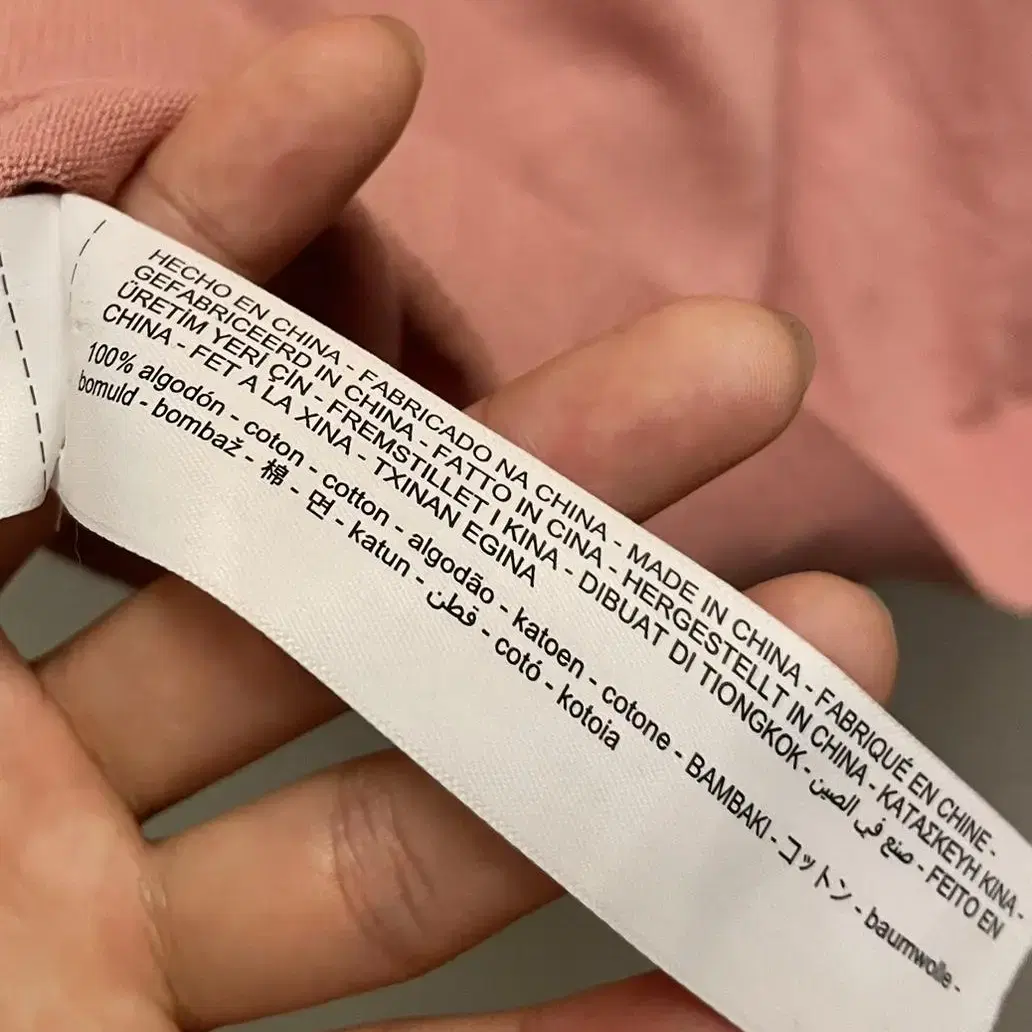 HECHO EN CHINA - FABRICADO NA CHINA - MADE IN CHINA - FABRIQUÉ EN CHINE -
GEFABRICEERD IN CHINA - FATTO IN CINA - HERGESTELLT IN CHINA - ΚΑΤΑΣΚΕΥΗ ΚΙΝΑ -
ÜRETİM YERİ ÇİN - FREMSTILLET I KINA - DIBUAT DI TIONGKOK - صنع في الصين - FEITO EN
CHINA - FET A LA XINA - TXINAN EGINA
100% algodón - coton - cotton - algodão - katoen - cotone - BAMBAKI - コットン - baumwolle -
bomuld - bombaž - 棉 - 면 - katun - قطن - cotó - kotoia